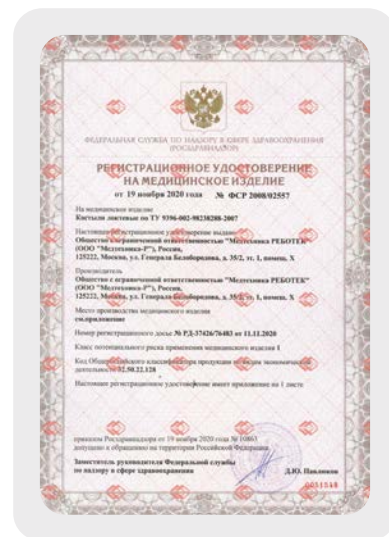 ФЕДЕРАЛЬНАЯ СЛУЖБА ПО НАДЗОРУ В СФЕРЕ ЗДРАВООХРАНЕНИЯ
(РОСЗДРАВНАДЗОР)
РЕГИСТРАЦИОННОЕ УДОСТОВЕРЕНИЕ
НА МЕДИЦИНСКОЕ ИЗДЕЛИЕ
от 19 ноября 2020 года № ФСР 2008/02557
На медицинское изделие
Костыли локтевые по ТУ 9396-002-98238208-2007
Настоящее регистрационное удостоверение выдано
Общество с ограниченной ответственностью "Медтехника РЕБОТЕК"
(ООО "Медтехника-Р"), Россия,
125222, Москва, ул. Генерала Белобородова, д. 35/2, эт. 1, помещ. X
Производитель
Общество с ограниченной ответственностью "Медтехника РЕБОТЕК"
(ООО "Медтехника-Р"), Россия,
125222, Москва, ул. Генерала Белобородова, д. 35/2, эт. 1, помещ. X
Место производства медицинского изделия
см.приложение
Номер регистрационного досье № РД-37426/76483 от 11.11.2020
Класс потенциального риска применения медицинского изделия 1
Код Общероссийского классификатора продукции по видам экономической
деятельности 32.50.22.128
Настоящее регистрационное удостоверение имеет приложение на 1 листе
приказом Росздравнадзора от 19 ноября 2020 года № 10863
допущено к обращению на территории Российской Федерации
Заместитель руководителя Федеральной службы
по надзору в сфере здравоохранения
Д.Ю. Павлюков
0051548